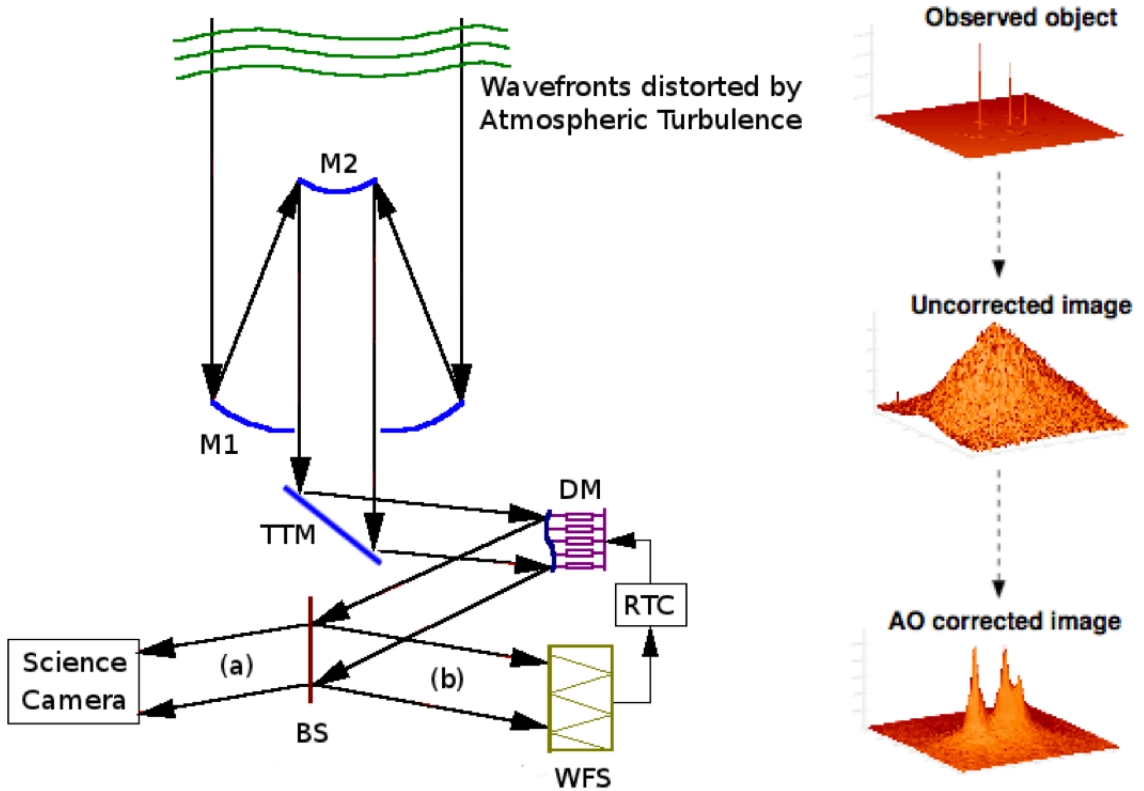 Observed object
Wavefronts distorted by
Atmospheric Turbulence
M2
Uncorrected image
M1
TTM
DM
RTC
AO corrected image
Science
Camera
(a)
(b)
BS
WFS